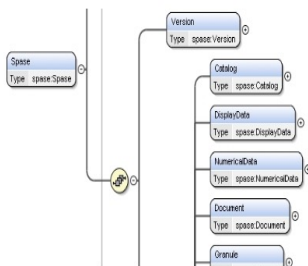 Version
Type spase:Version
Spase
Type spase:Spase
Catalog
Type spase:Catalog
DisplayData
Type spase:DisplayData
NumericalData
Type spase:NumericalData
Document
Type spase:Document
Granule